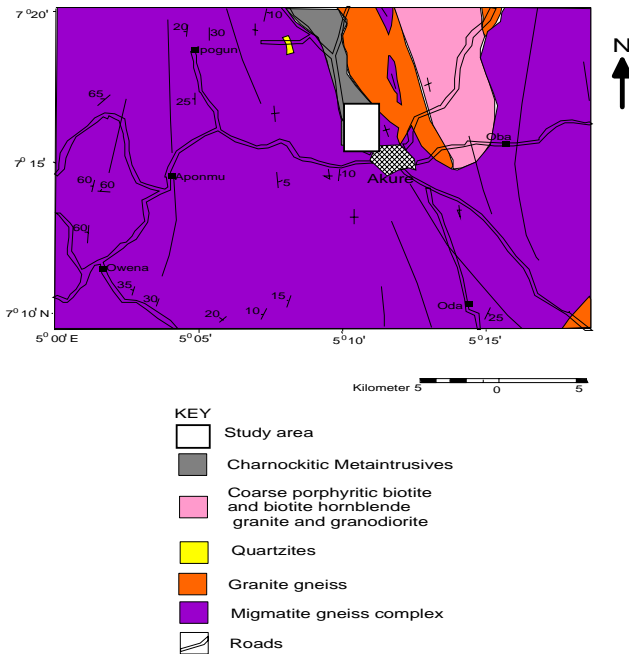 7° 20'
10
20
30
pogun
N
65
25
Oba
7° 15'
Akure
60
60
Aponmu
5
10
60
Owena
35
30
15
10
20
Oda
25
7° 10' N
5° 00' E
5° 05'
5° 10'
5° 15'
Kilometer 5
0
5
KEY
Study area
Charnockitic Metaintrusives
Coarse porphyritic biotite
and biotite hornblende
granite and granodiorite
Quartzites
Granite gneiss
Migmatite gneiss complex
Roads